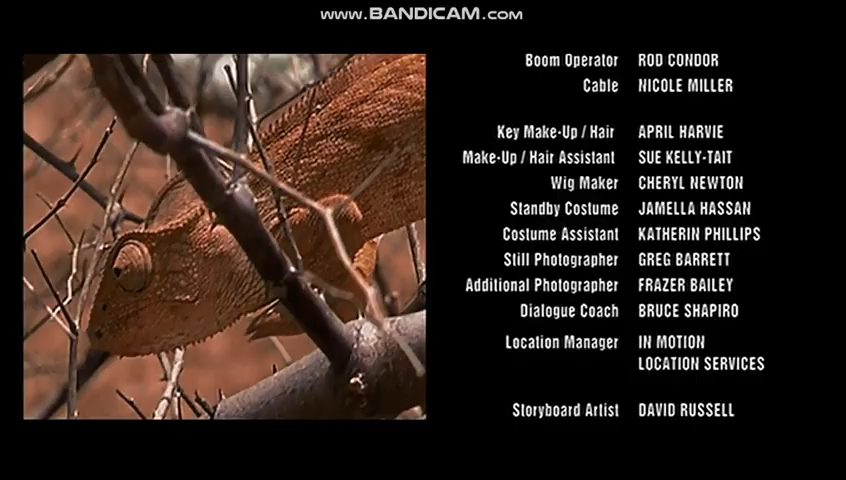 www.BANDICAM.com
Boom Operator ROD CONDOR
Cable NICOLE MILLER
Key Make-Up / Hair APRIL HARVIE
Make-Up / Hair Assistant SUE KELLY-TAIT
Wig Maker CHERYL NEWTON
Standby Costume JAMELLA HASSAN
Costume Assistant KATHERIN PHILLIPS
Still Photographer GREG BARRETT
Additional Photographer FRAZER BAILEY
Dialogue Coach BRUCE SHAPIRO
Location Manager IN MOTION
LOCATION SERVICES
Storyboard Artist DAVID RUSSELL